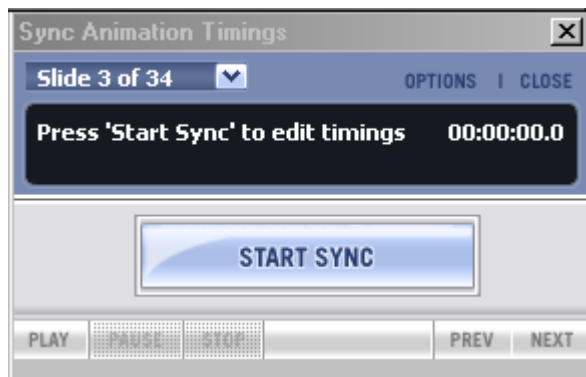 Sync Animation Timings
Slide 3 of 34
OPTIONS | CLOSE
Press 'Start Sync' to edit timings 00:00:00.0
START SYNC
PLAY PAUSE STOP PREV NEXT